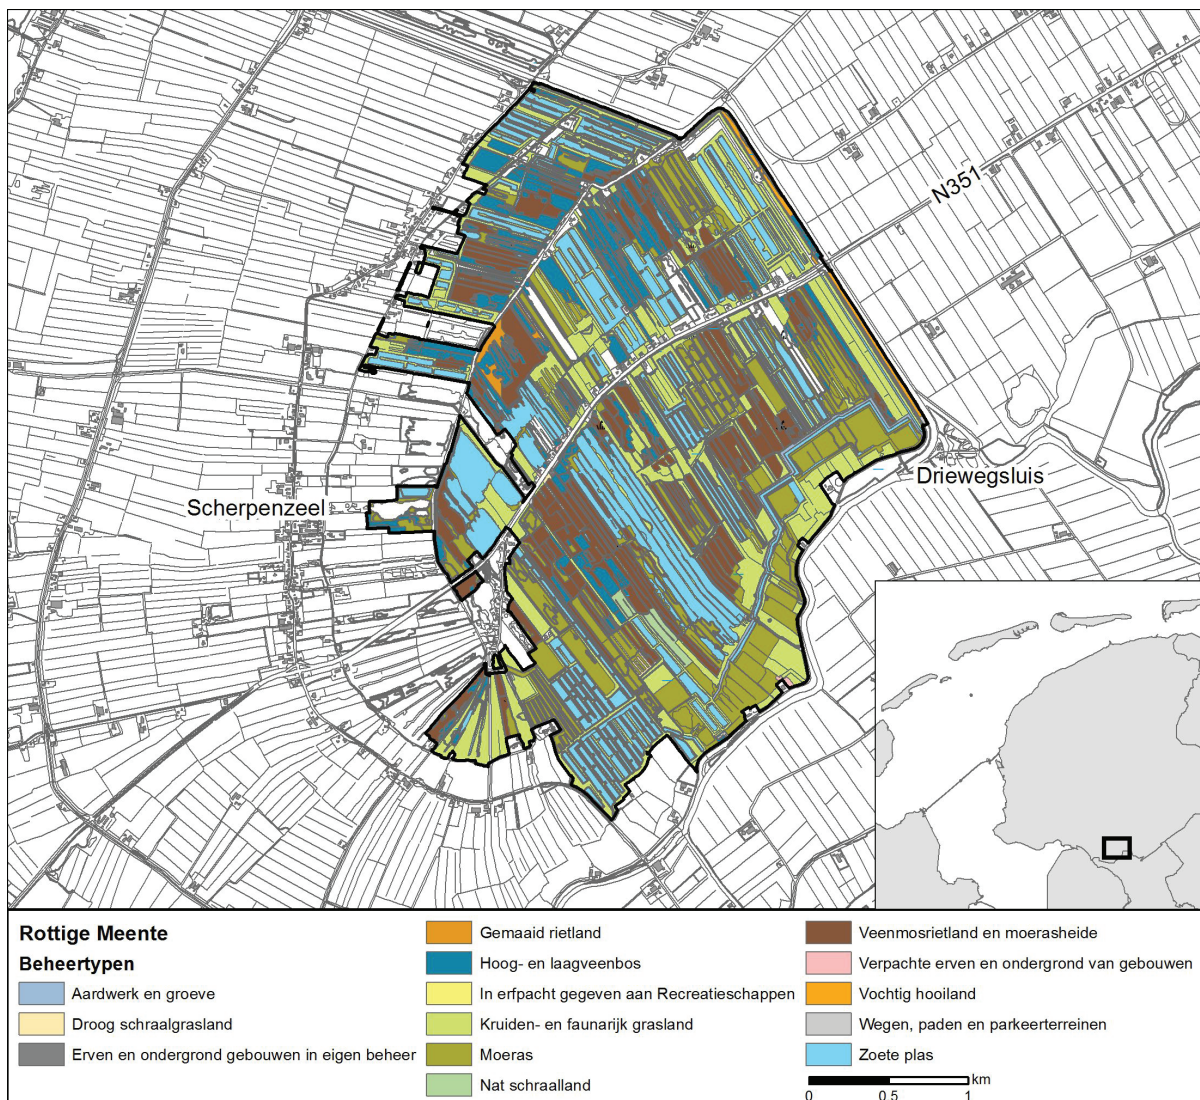 N351
Driewegsluis
Scherpenzeel
Rottige Meente
Beheertypen
Aardwerk en groeve
Droog schraalgrasland
Erven en ondergrond gebouwen in eigen beheer
Gemaaid rietland
Hoog- en laagveenbos
In erfpacht gegeven aan Recreatieschappen
Kruiden- en faunarijk grasland
Moeras
Nat schraalland
Veenmosrietland en moerasheide
Verpachte erven en ondergrond van gebouwen
Vochtig hooiland
Wegen, paden en parkeerterreinen
Zoete plas
km
0 0.5 1